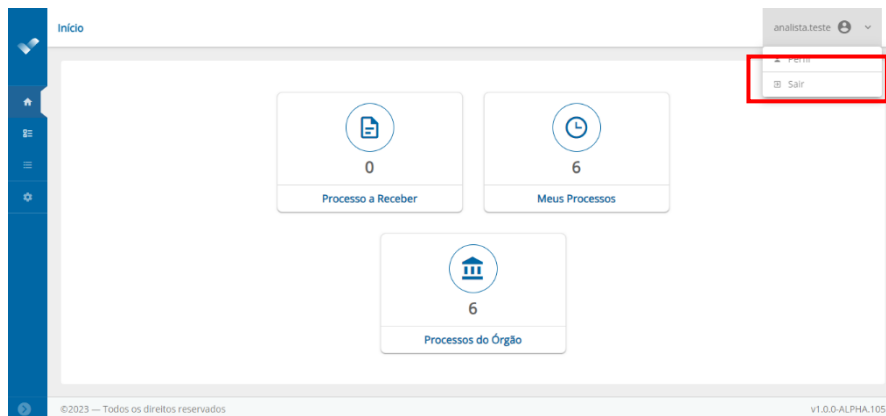 Início
analista.teste
Perfil
Sair
0
Processo a Receber
6
Meus Processos
6
Processos do Órgão
©2023 — Todos os direitos reservados
v1.0.0-ALPHA.105